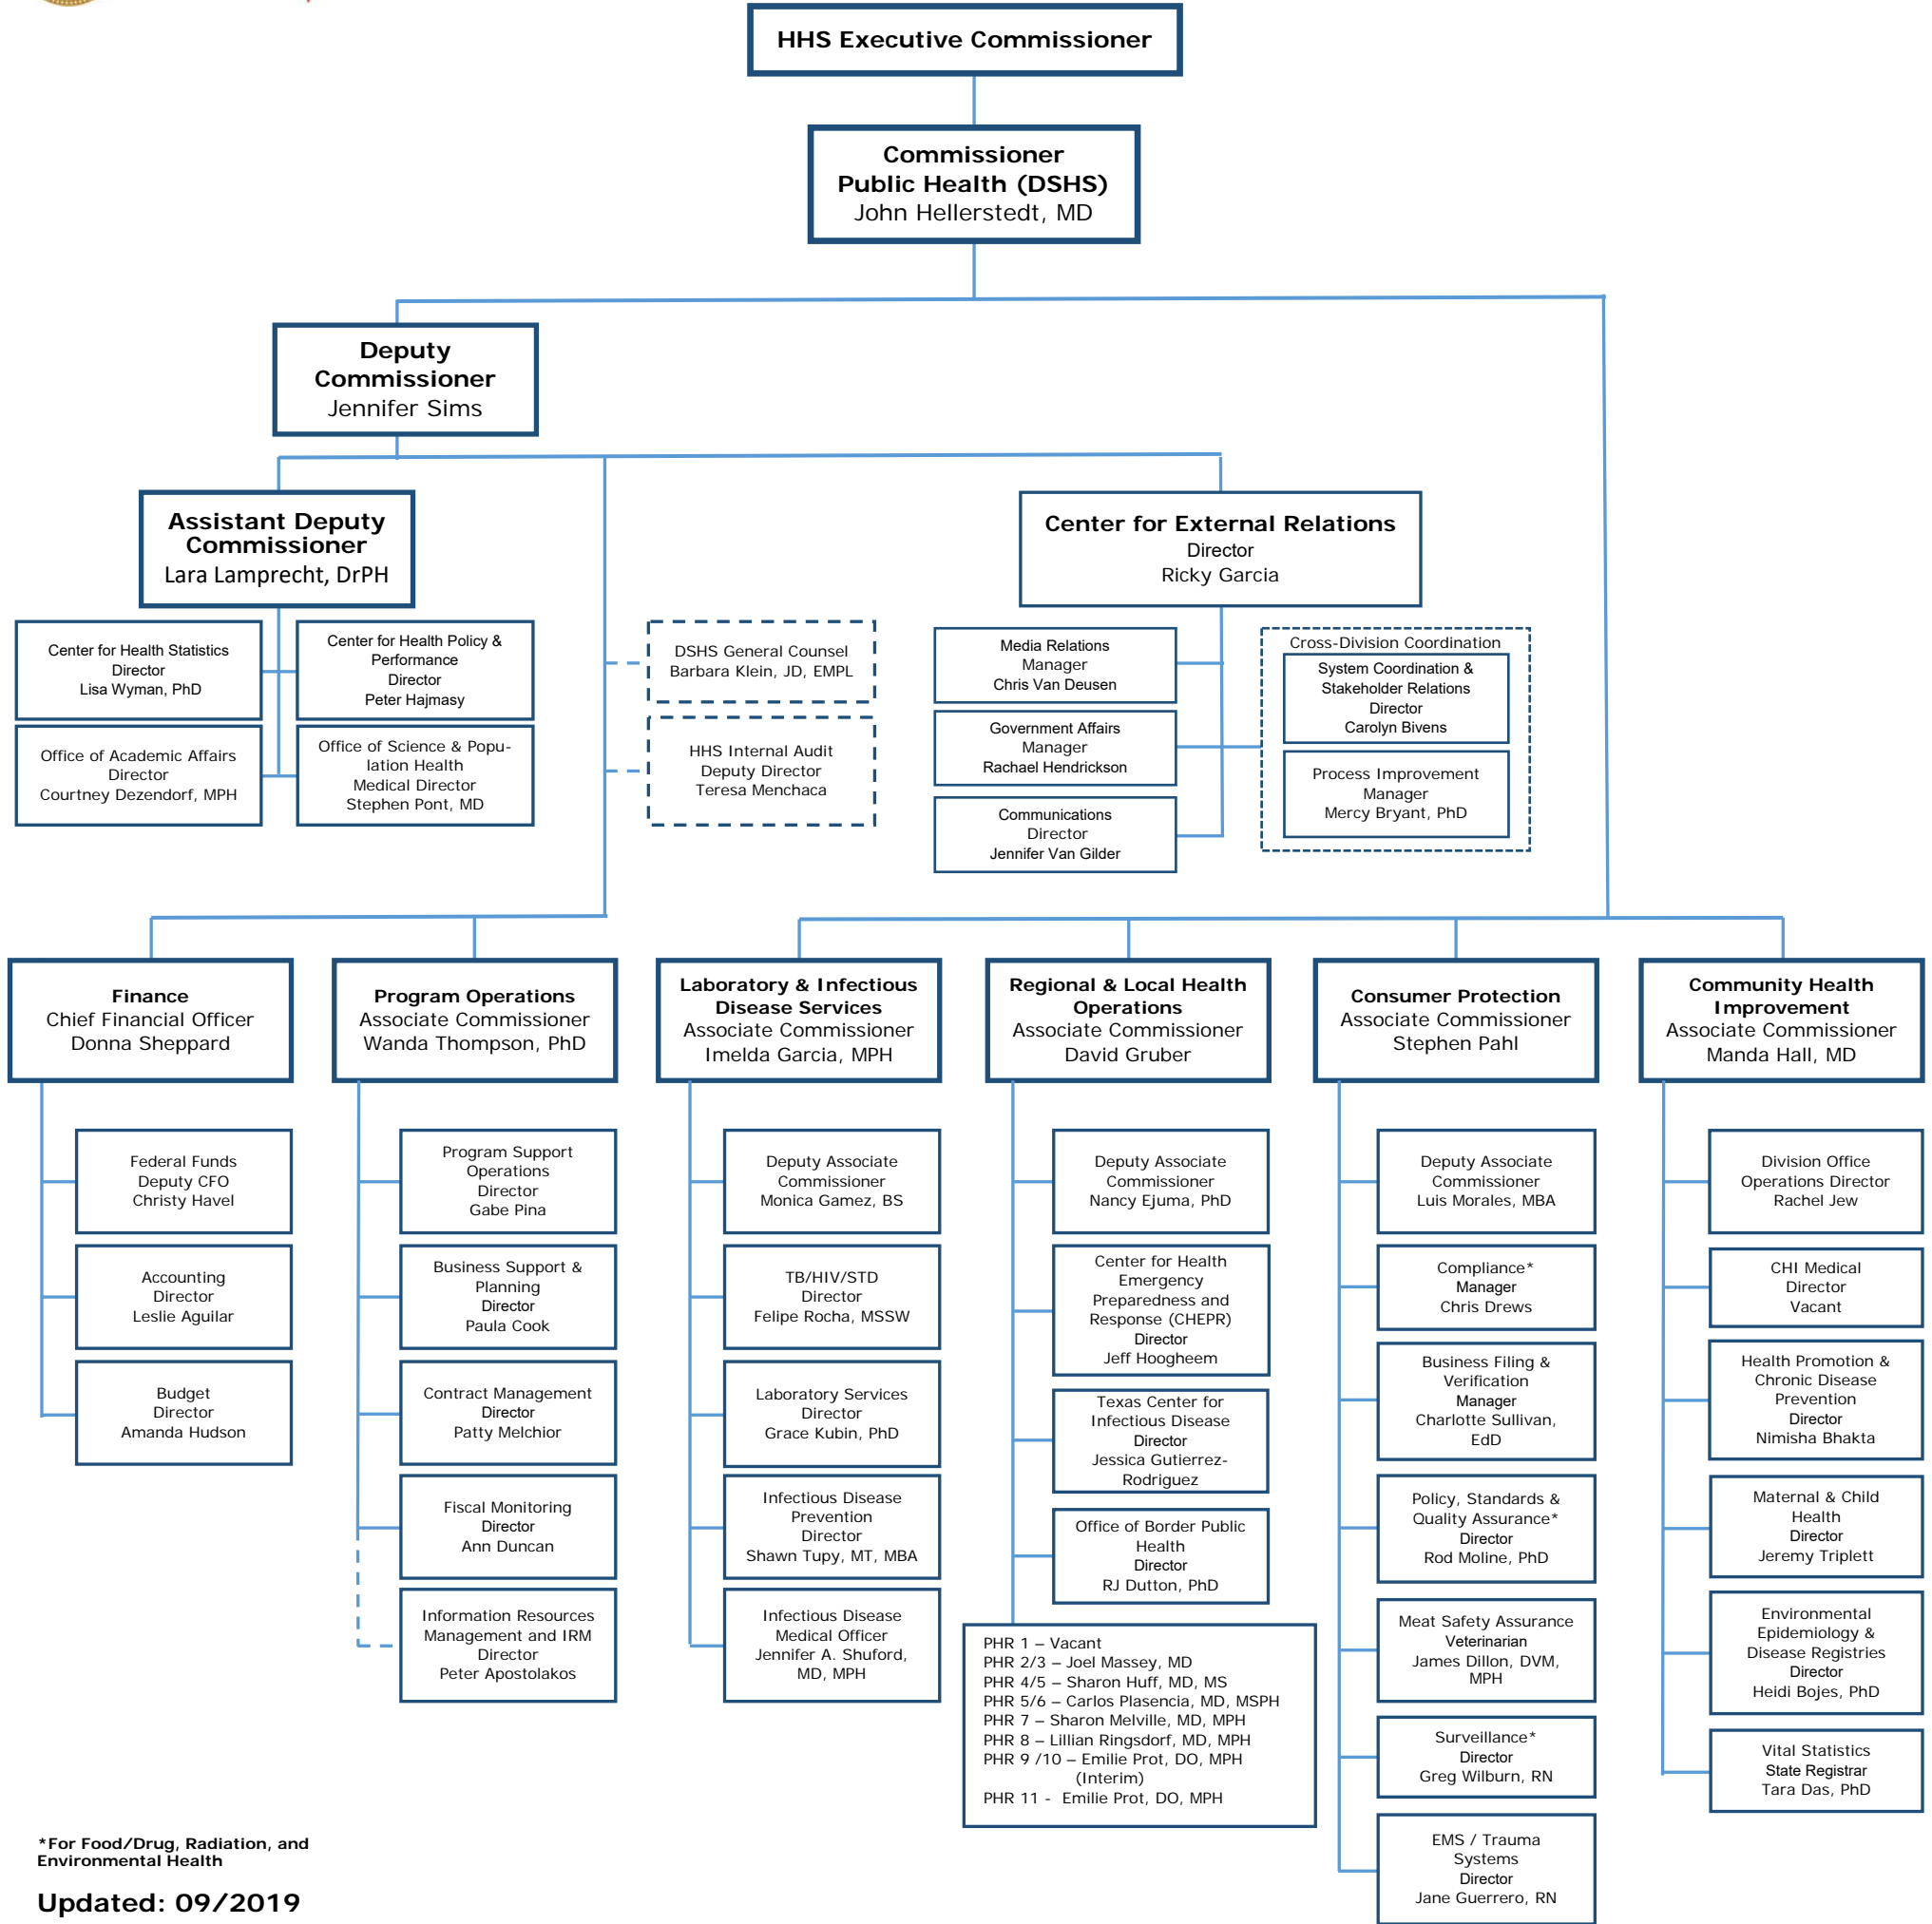 HHS Executive Commissioner
Commissioner
Public Health (DSHS)
John Hellerstedt, MD
Deputy
Commissioner
Jennifer Sims
Assistant Deputy
Commissioner
Lara Lamprecht, DrPH
Center for External Relations
Director
Ricky Garcia
Center for Health Statistics
Director
Lisa Wyman, PhD
Center for Health Policy &
Performance
Director
Peter Hajmasy
Office of Academic Affairs
Director
Courtney Dezendorf, MPH
Office of Science & Popu-
lation Health
Medical Director
Stephen Pont, MD
DSHS General Counsel
Barbara Klein, JD, EMPL
HHS Internal Audit
Deputy Director
Teresa Menchaca
Media Relations
Manager
Chris Van Deusen
Government Affairs
Manager
Rachael Hendrickson
Communications
Director
Jennifer Van Gilder
Cross-Division Coordination
System Coordination &
Stakeholder Relations
Director
Carolyn Bivens
Process Improvement
Manager
Mercy Bryant, PhD
Finance
Chief Financial Officer
Donna Sheppard
Federal Funds
Deputy CFO
Christy Havel
Accounting
Director
Leslie Aguilar
Budget
Director
Amanda Hudson
Program Operations
Associate Commissioner
Wanda Thompson, PhD
Program Support
Operations
Director
Gabe Pina
Business Support &
Planning
Director
Paula Cook
Contract Management
Director
Patty Melchior
Fiscal Monitoring
Director
Ann Duncan
Information Resources
Management and IRM
Director
Peter Apostolakos
Laboratory & Infectious
Disease Services
Associate Commissioner
Imelda Garcia, MPH
Deputy Associate
Commissioner
Monica Gamez, BS
TB/HIV/STD
Director
Felipe Rocha, MSSW
Laboratory Services
Director
Grace Kubin, PhD
Infectious Disease
Prevention
Director
Shawn Tupy, MT, MBA
Infectious Disease
Medical Officer
Jennifer A. Shuford,
MD, MPH
Regional & Local Health
Operations
Associate Commissioner
David Gruber
Deputy Associate
Commissioner
Nancy Ejuma, PhD
Center for Health
Emergency
Preparedness and
Response (CHEPR)
Director
Jeff Hoogheem
Texas Center for
Infectious Disease
Director
Jessica Gutierrez-
Rodriguez
Office of Border Public
Health
Director
RJ Dutton, PhD
PHR 1 – Vacant
PHR 2/3 – Joel Massey, MD
PHR 4/5 – Sharon Huff, MD, MS
PHR 5/6 – Carlos Plasencia, MD, MSPH
PHR 7 – Sharon Melville, MD, MPH
PHR 8 – Lillian Ringsdorf, MD, MPH
PHR 9 /10 – Emilie Prot, DO, MPH
(Interim)
PHR 11 - Emilie Prot, DO, MPH
Consumer Protection
Associate Commissioner
Stephen Pahl
Deputy Associate
Commissioner
Luis Morales, MBA
Compliance*
Manager
Chris Drews
Business Filing &
Verification
Manager
Charlotte Sullivan,
EdD
Policy, Standards &
Quality Assurance*
Director
Rod Moline, PhD
Meat Safety Assurance
Veterinarian
James Dillon, DVM,
MPH
Surveillance*
Director
Greg Wilburn, RN
EMS / Trauma
Systems
Director
Jane Guerrero, RN
Community Health
Improvement
Associate Commissioner
Manda Hall, MD
Division Office
Operations Director
Rachel Jew
CHI Medical
Director
Vacant
Health Promotion &
Chronic Disease
Prevention
Director
Nimisha Bhakta
Maternal & Child
Health
Director
Jeremy Triplett
Environmental
Epidemiology &
Disease Registries
Director
Heidi Bojes, PhD
Vital Statistics
State Registrar
Tara Das, PhD
*For Food/Drug, Radiation, and
Environmental Health
Updated: 09/2019